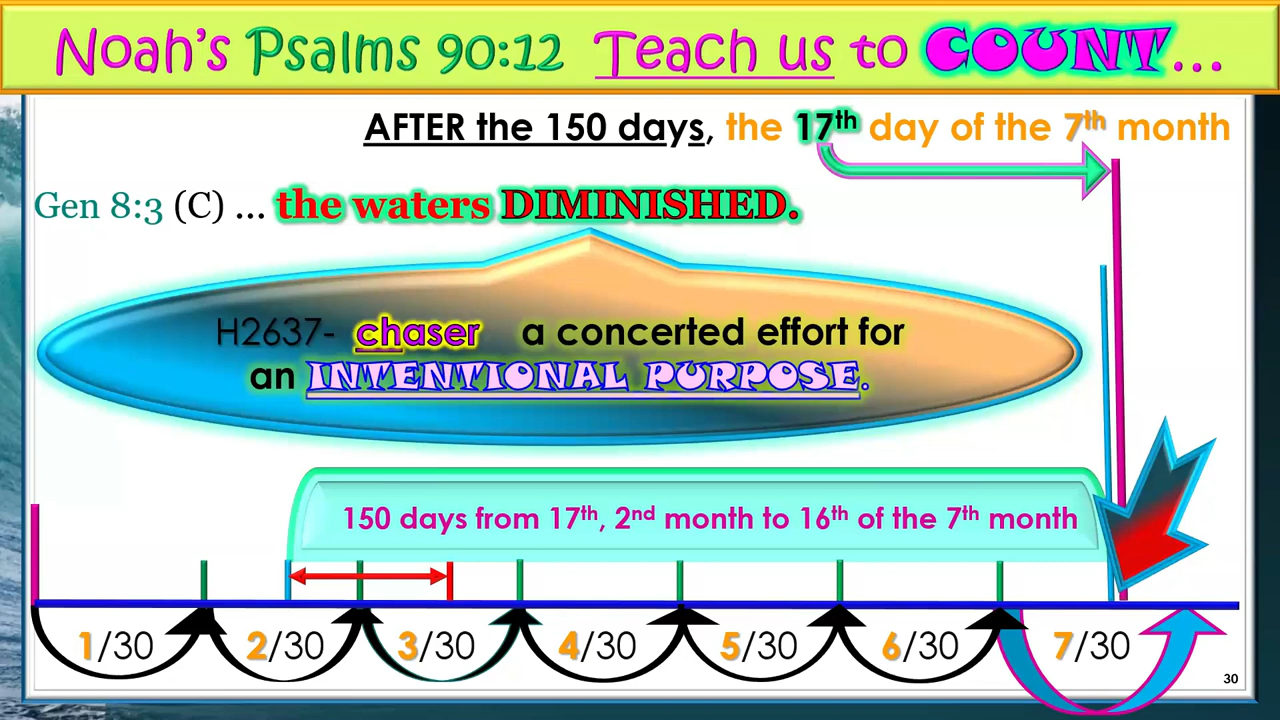 Noah's Psalms 90:12 Teach us to COUNT...
AFTER the 150 days, the 17th day of the 7th month
Gen 8:3 (C) ... the waters DIMINISHED.
H2637- chaser a concerted effort for
an INTENTIONAL PURPOSE.
150 days from 17th, 2nd month to 16th of the 7th month
1/30 2/30 3/30 4/30 5/30 6/30 7/30
30